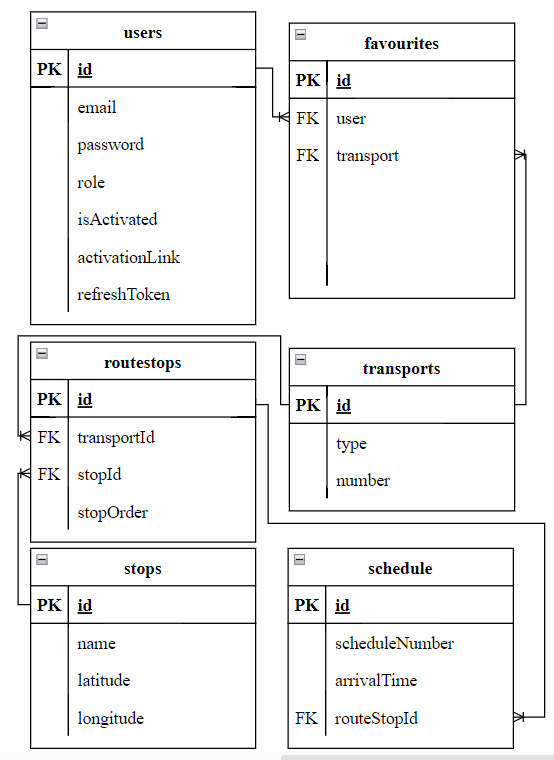 users
PK id
email
password
role
isActivated
activationLink
refreshToken
favourites
PK id
FK user
FK transport
routestops
PK id
FK transportId
FK stopId
stopOrder
transports
PK id
type
number
stops
PK id
name
latitude
longitude
schedule
PK id
scheduleNumber
arrivalTime
FK routeStopId